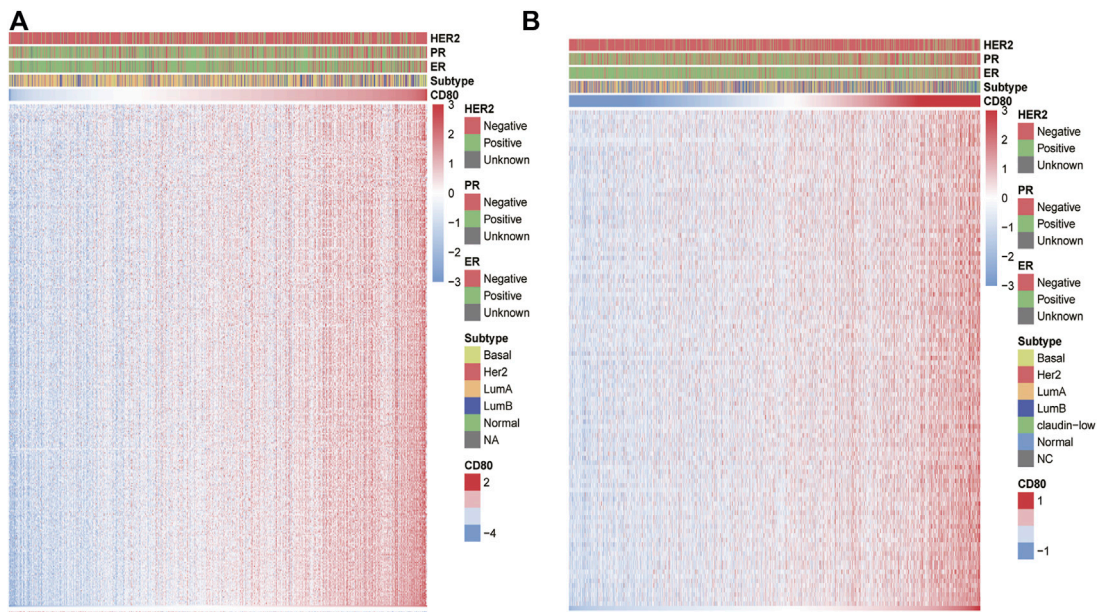 A
HER2
PR
ER
Subtype
CD80
3
2
1
0
−1
−2
−3
HER2
Negative
Positive
Unknown
PR
Negative
Positive
Unknown
ER
Negative
Positive
Unknown
Subtype
Basal
Her2
LumA
LumB
Normal
NA
CD80
2
−4
B
HER2
PR
ER
Subtype
CD80
3
2
1
0
−1
−2
−3
HER2
Negative
Positive
Unknown
PR
Negative
Positive
Unknown
ER
Negative
Positive
Unknown
Subtype
Basal
Her2
LumA
LumB
claudin−low
Normal
NC
CD80
1
−1